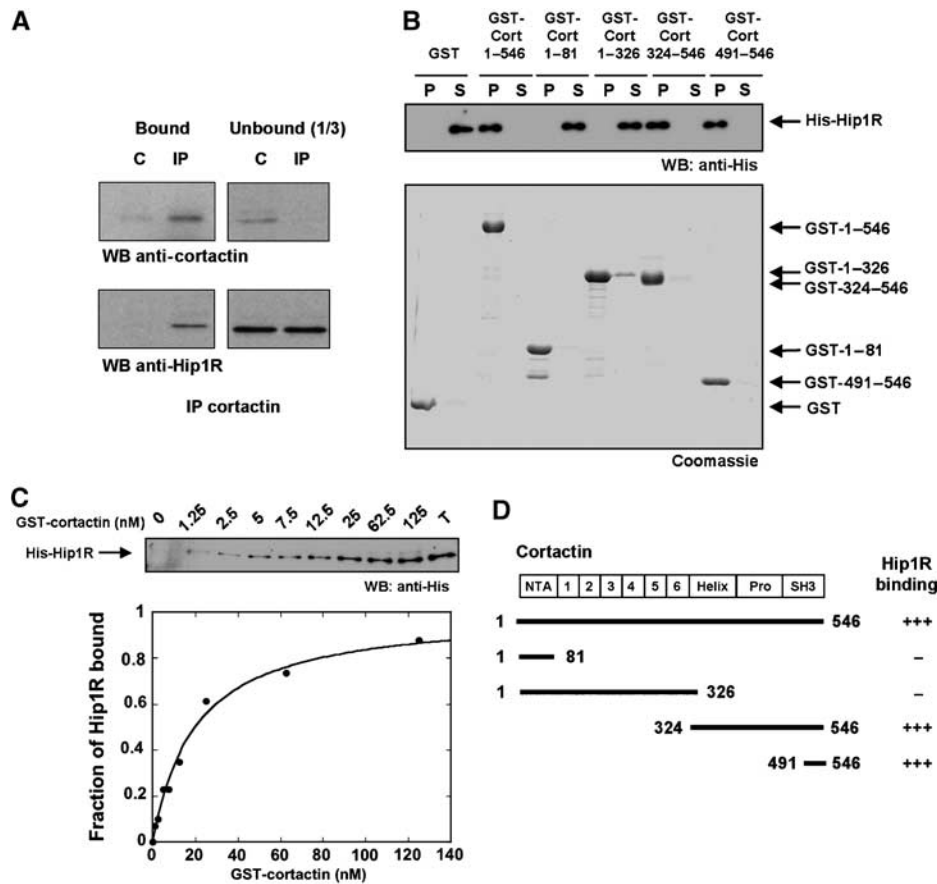 A
Bound Unbound (1/3)
C IP C IP
WB anti-cortactin
WB anti-Hip1R
IP cortactin
B
GST- GST- GST- GST- GST-
Cort Cort Cort Cort Cort
GST 1–546 1–81 1–326 324–546 491–546
P S P S P S P S P S P S
His-Hip1R
WB: anti-His
GST-1–546
GST-1–326
GST-324–546
GST-1–81
GST-491–546
GST
Coomassie
C
GST-cortactin (nM) 0 1.25 2.5 5 7.5 12.5 25 62.5 125 T
His-Hip1R
WB: anti-His
Fraction of Hip1R bound
1
0.8
0.6
0.4
0.2
0
0 20 40 60 80 100 120 140
GST-cortactin (nM)
D
Cortactin
Hip1R
binding
NTA 1 2 3 4 5 6 Helix Pro SH3
1 546 +++
1 81 –
1 326 –
324 546 +++
491 546 +++